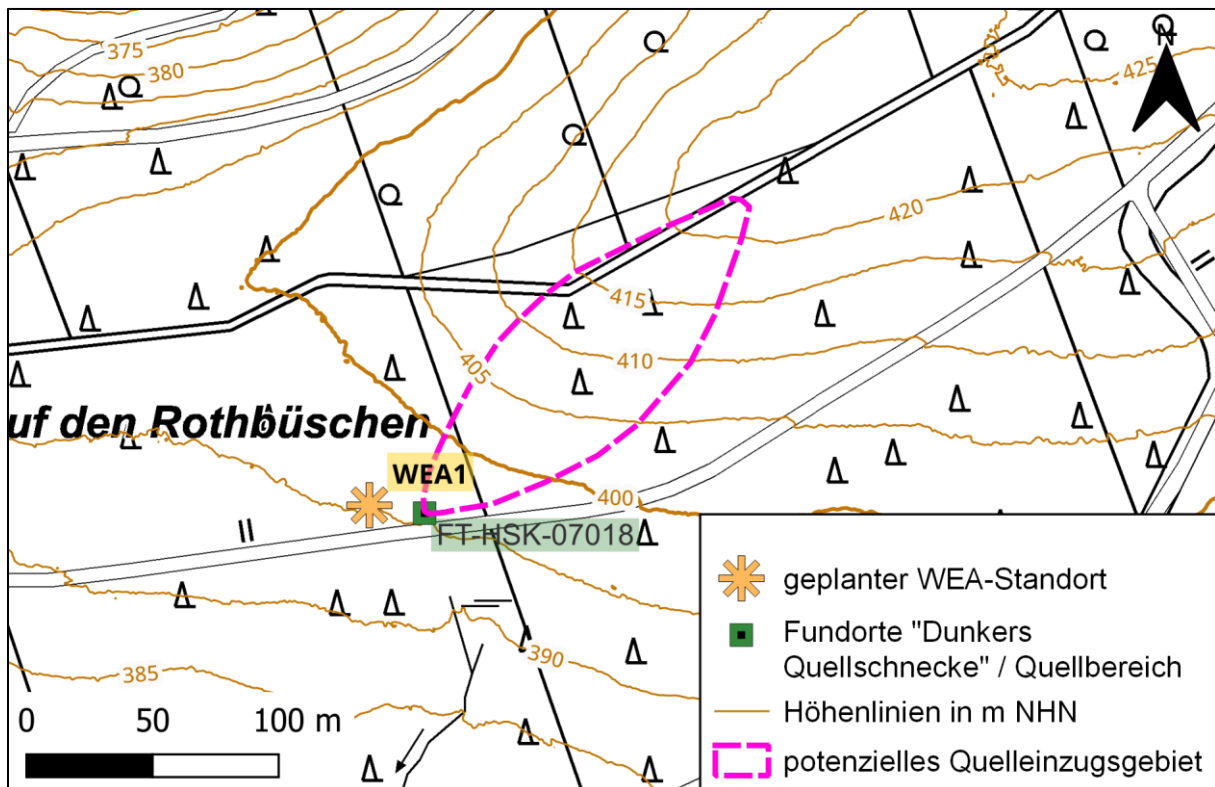 N
375
380
425
420
415
410
405
uf den Rothbüschen
WEA1
400
FT-HSK-07018
390
385
0 50 100 m
geplanter WEA-Standort
Fundorte "Dunkers
Quellschnecke" / Quellbereich
Höhenlinien in m NHN
potenzielles Quelleinzugsgebiet